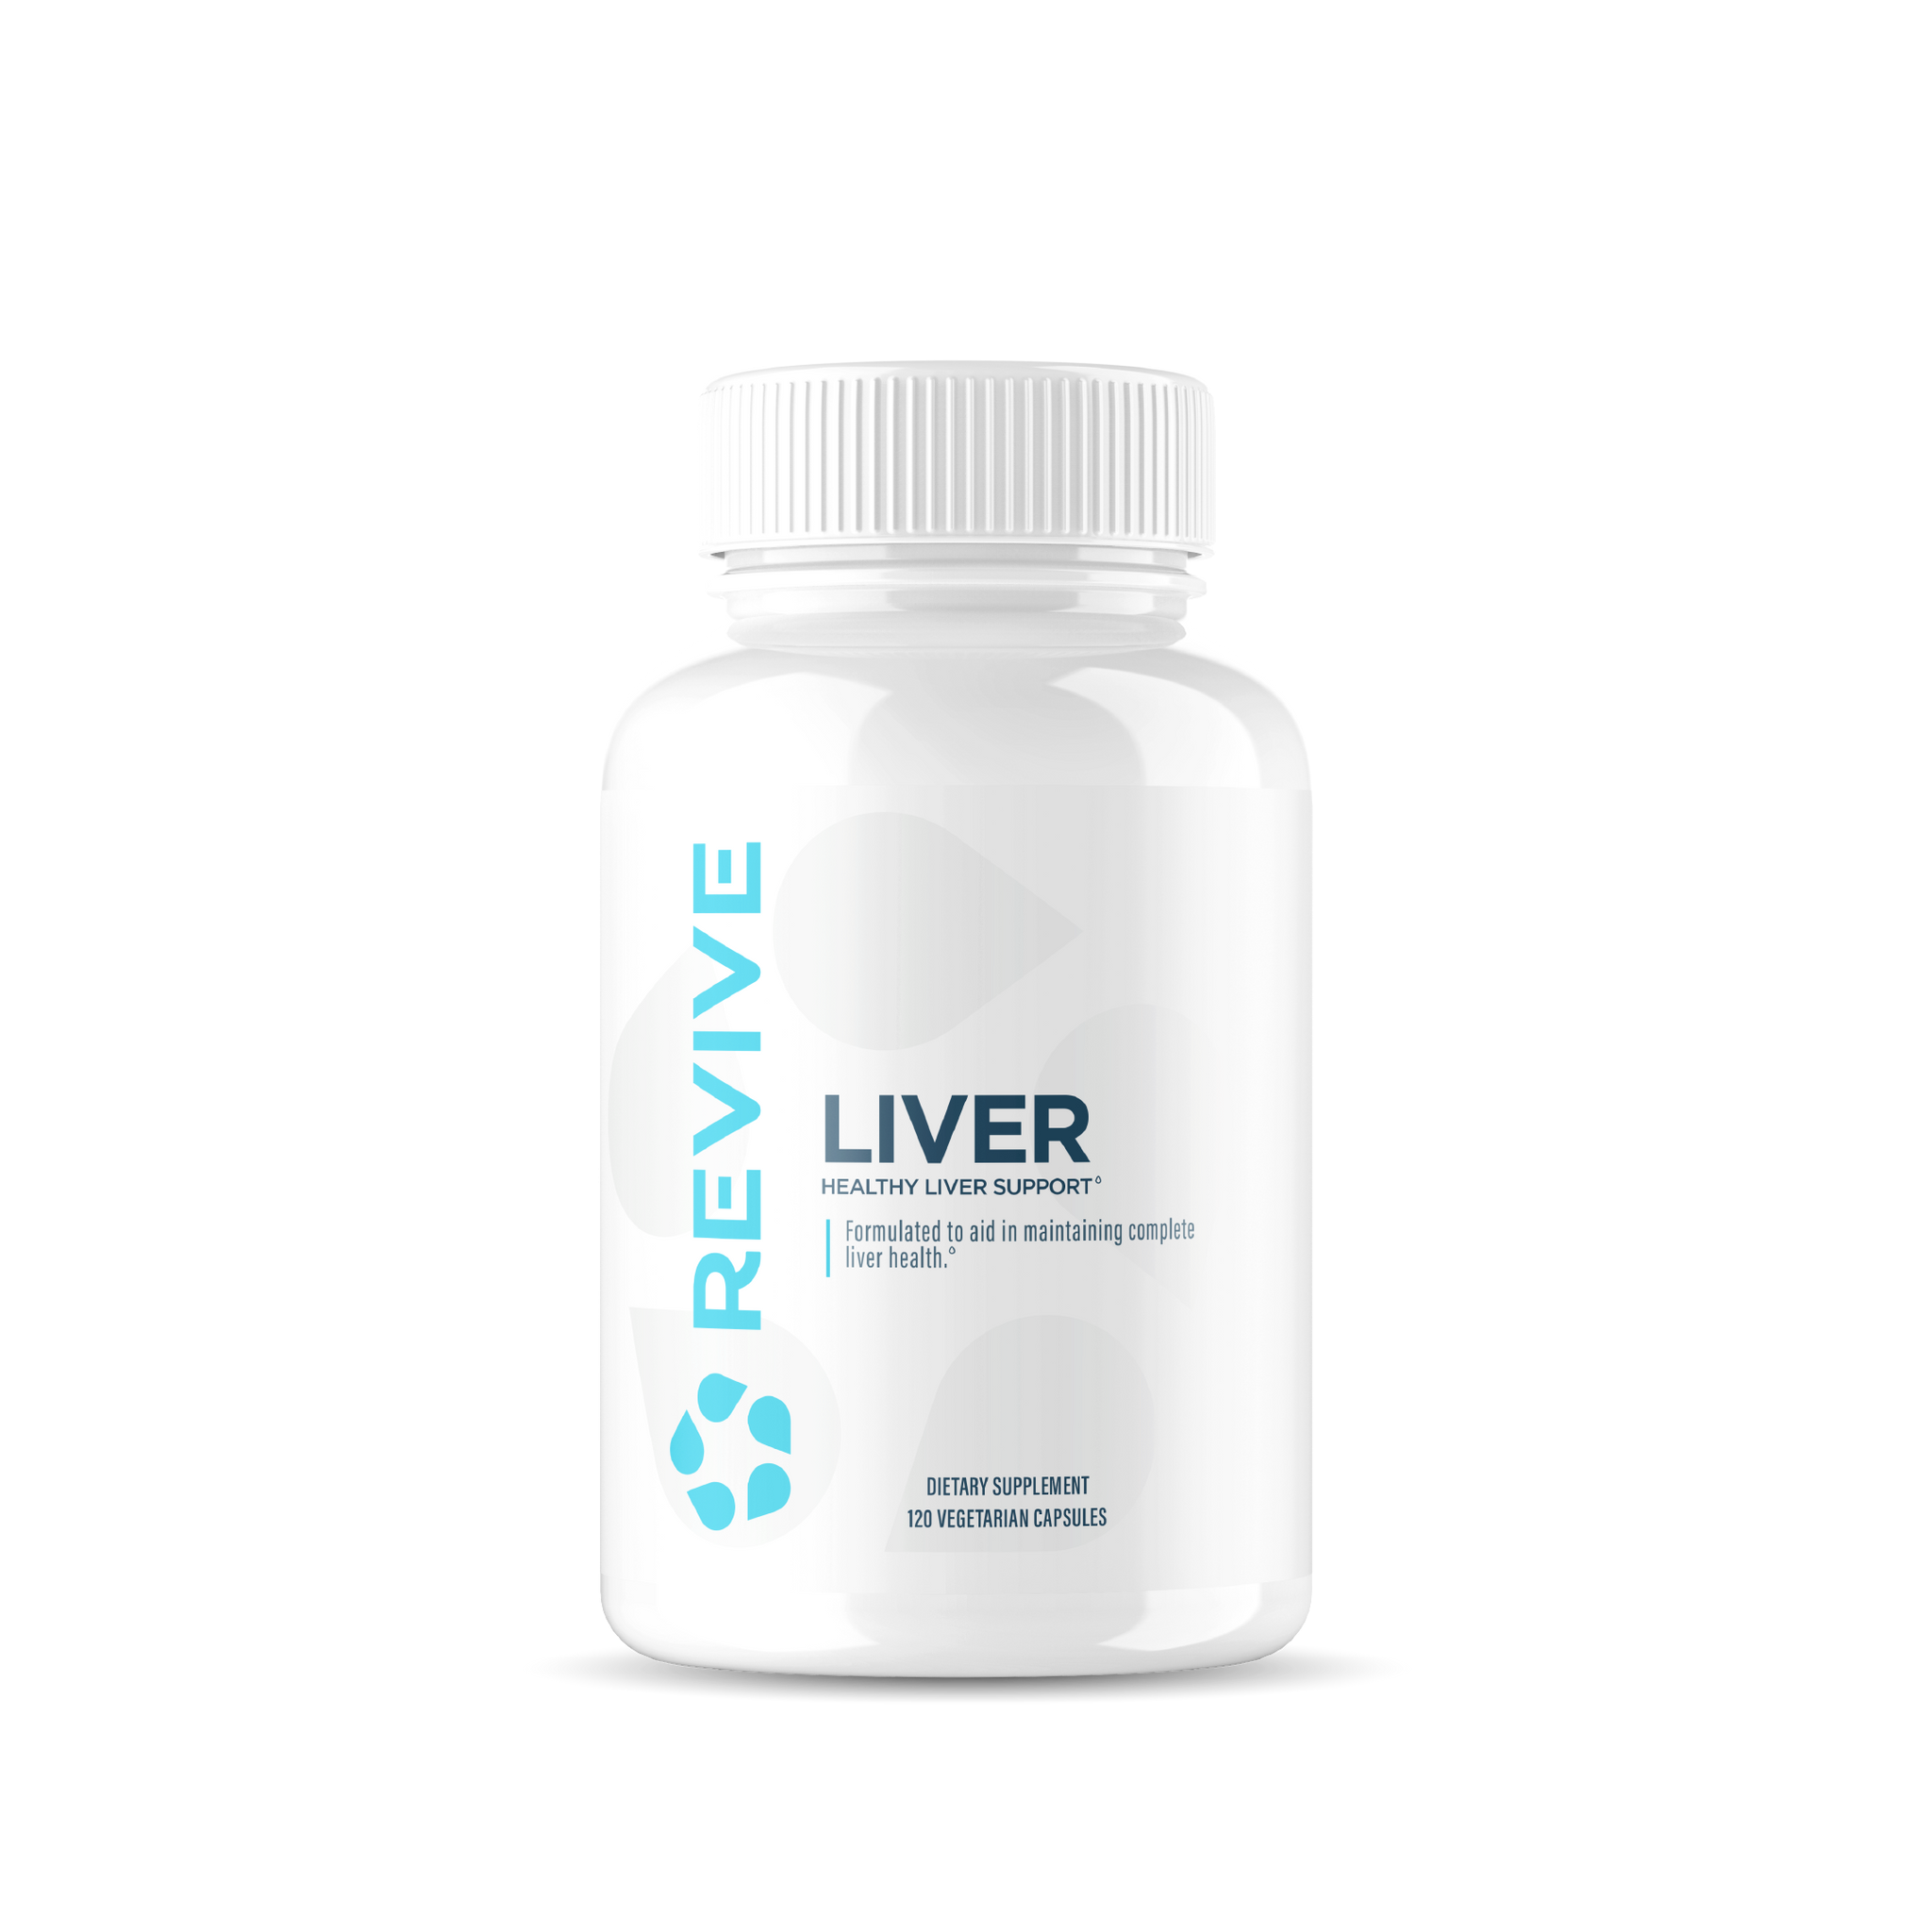 REVIVE
LIVER
HEALTHY LIVER SUPPORT◊
Formulated to aid in maintaining complete
liver health.◊
DIETARY SUPPLEMENT
120 VEGETARIAN CAPSULES